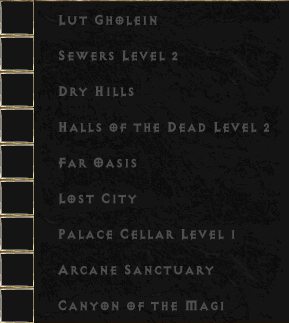 Lut Gholein
Sewers Level 2
Dry Hills
Halls of the Dead Level 2
Far Oasis
Lost City
Palace Cellar Level 1
Arcane Sanctuary
Canyon of the Magi